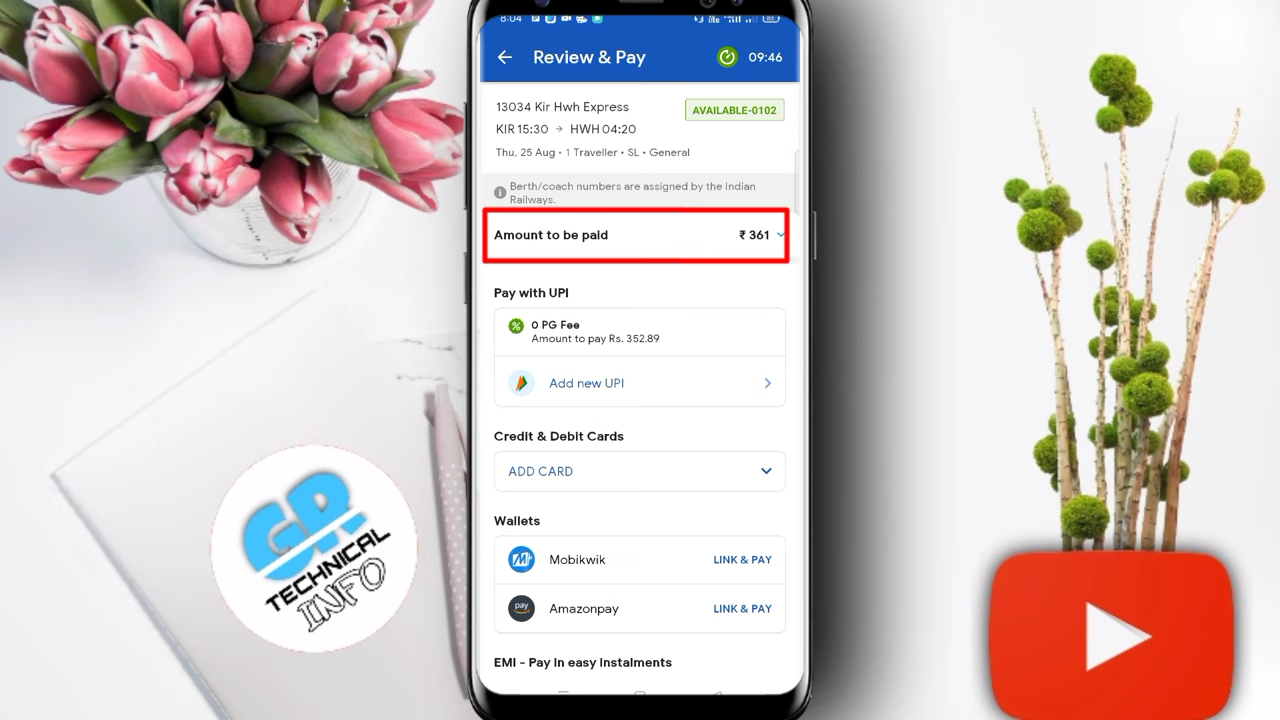 8:04
Review & Pay
09:46
13034 Kir Hwh Express
AVAILABLE-0102
KIR 15:30 → HWH 04:20
Thu, 25 Aug • 1 Traveller • SL • General
Berth/coach numbers are assigned by the Indian
Railways.
Amount to be paid
₹ 361
Pay with UPI
0 PG Fee
Amount to pay Rs. 352.89
Add new UPI
Credit & Debit Cards
ADD CARD
Wallets
Mobikwik
LINK & PAY
pay
Amazonpay
LINK & PAY
EMI - Pay in easy instalments
GR
TECHNICAL
INFO